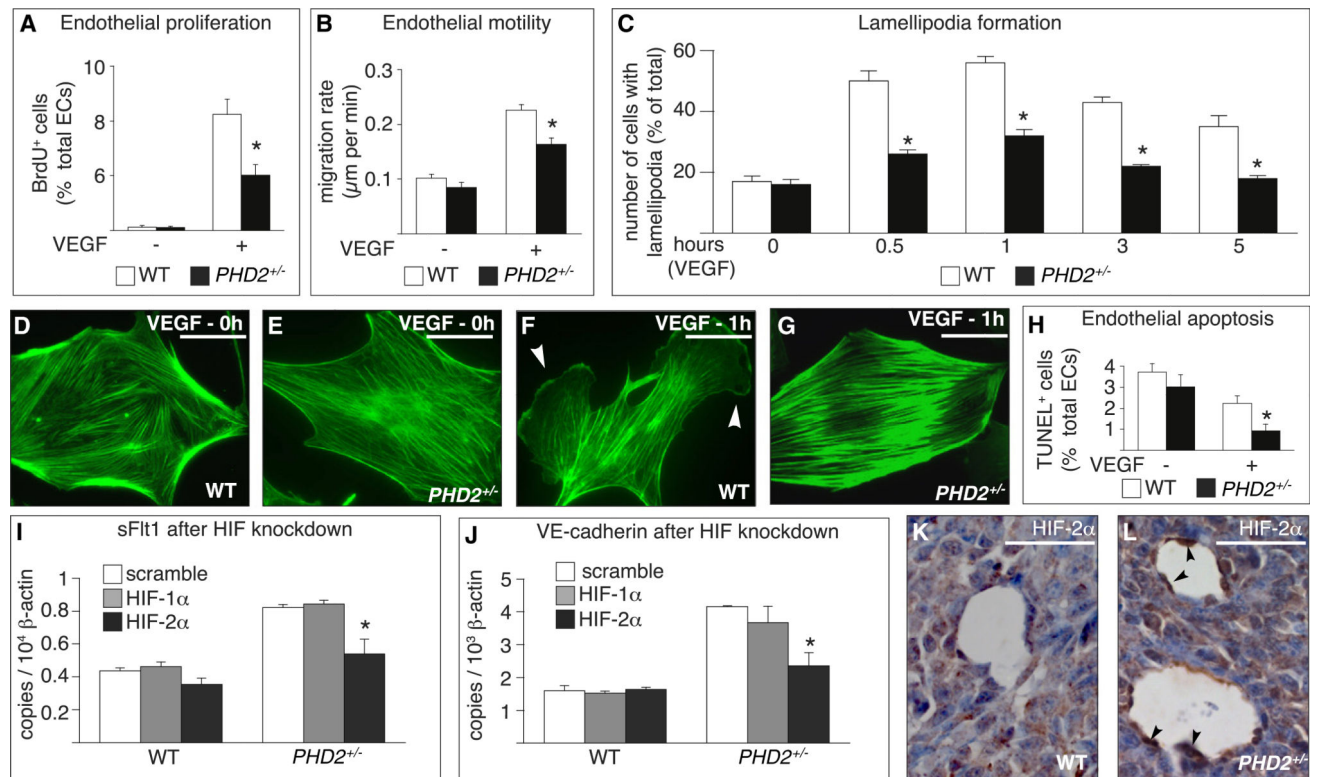 A Endothelial proliferation
BrdU⁺ cells
(% total ECs)
10
8
6
VEGF - +
WT PHD2⁺/⁻
B Endothelial motility
migration rate
(µm per min)
0.3
0.2
0.1
VEGF - +
WT PHD2⁺/⁻
C Lamellipodia formation
number of cells with
lamellipodia (% of total)
60
40
20
* * * *
hours 0 0.5 1 3 5
(VEGF)
WT PHD2⁺/⁻
D VEGF - 0h
WT
E VEGF - 0h
PHD2⁺/⁻
F VEGF - 1h
WT
G VEGF - 1h
PHD2⁺/⁻
H Endothelial apoptosis
TUNEL⁺ cells
(% total ECs)
4
3
2
1
*
VEGF - +
WT PHD2⁺/⁻
I sFlt1 after HIF knockdown
copies / 10⁴ β-actin
1
0.8
0.6
0.4
0.2
scramble
HIF-1α
HIF-2α
*
WT PHD2⁺/⁻
J VE-cadherin after HIF knockdown
copies / 10³ β-actin
5
4
3
2
1
scramble
HIF-1α
HIF-2α
*
WT PHD2⁺/⁻
K HIF-2α
WT
L HIF-2α
PHD2⁺/⁻